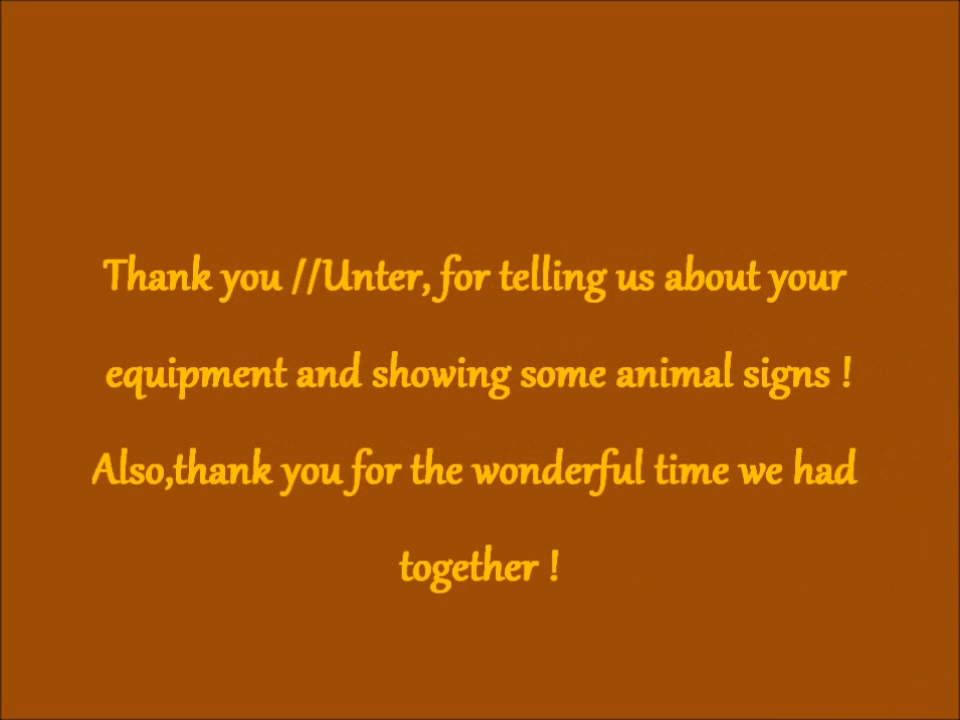 Thank you //Unter, for telling us about your
equipment and showing some animal signs !
Also,thank you for the wonderful time we had
together !